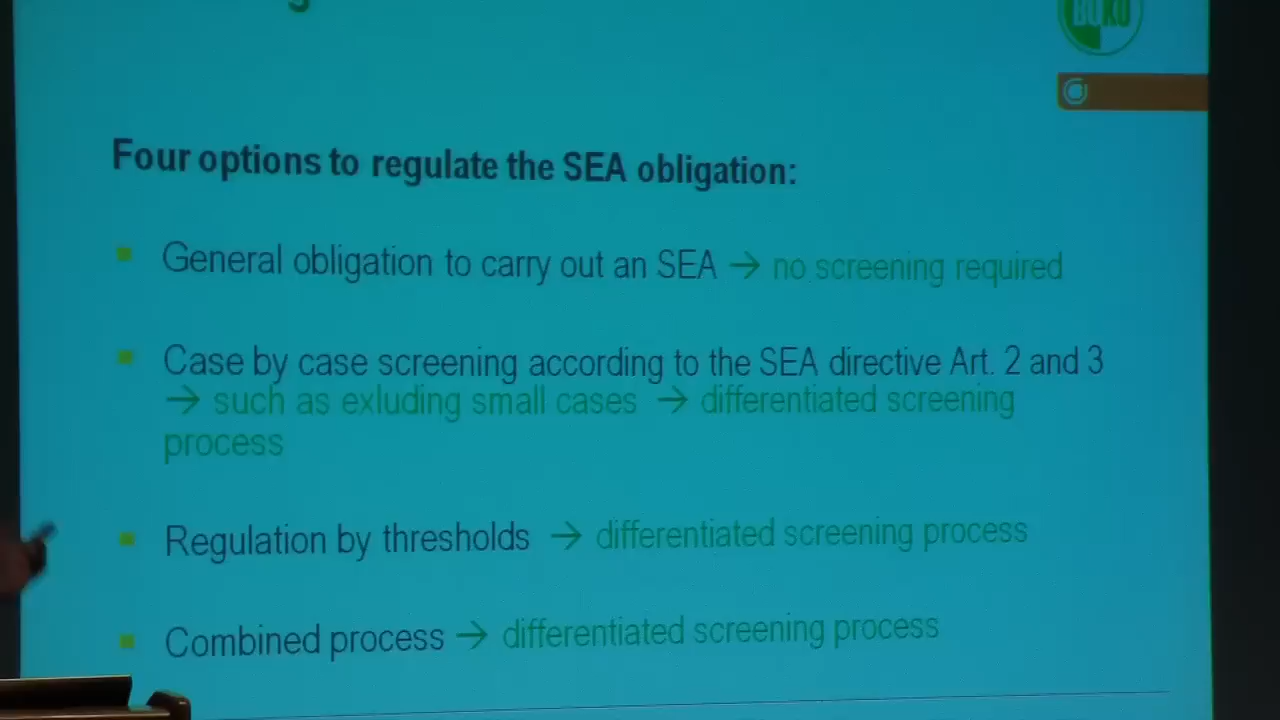 BOKU
Four options to regulate the SEA obligation:
General obligation to carry out an SEA → no screening required
Case by case screening according to the SEA directive Art. 2 and 3
→ such as exluding small cases → differentiated screening
process
Regulation by thresholds → differentiated screening process
Combined process → differentiated screening process